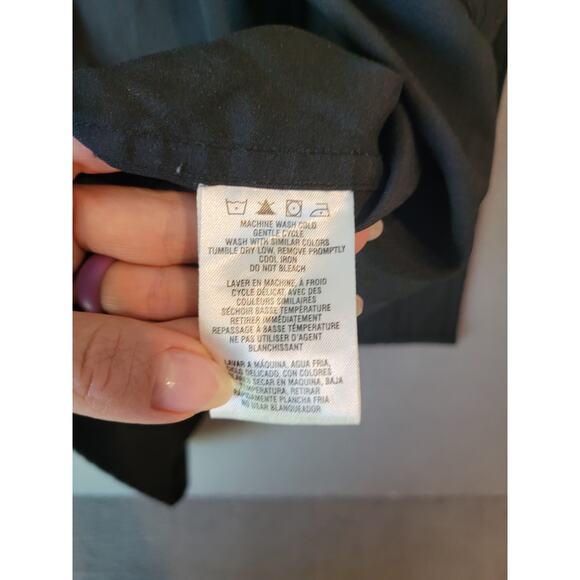 MACHINE WASH COLD
GENTLE CYCLE
WASH WITH SIMILAR COLORS
TUMBLE DRY LOW, REMOVE PROMPTLY
COOL IRON
DO NOT BLEACH
LAVER EN MACHINE, À FROID
CYCLE DÉLICAT, AVEC DES
COULEURS SIMILAIRES
SÉCHOIR BASSE TEMPÉRATURE
RETIRER IMMÉDIATEMENT
REPASSAGE À BASSE TÈMPÉRATURE
NE PAS UTILISER D'AGENT
BLANCHISSANT
LAVAR A MÁQUINA, AGUA FRIA,
DELICADO, CON COLORES
SECAR EN MAQUINA, BAJA
RETIRAR
PLANCHA FRIA
NO USAR BLANQUEADOR